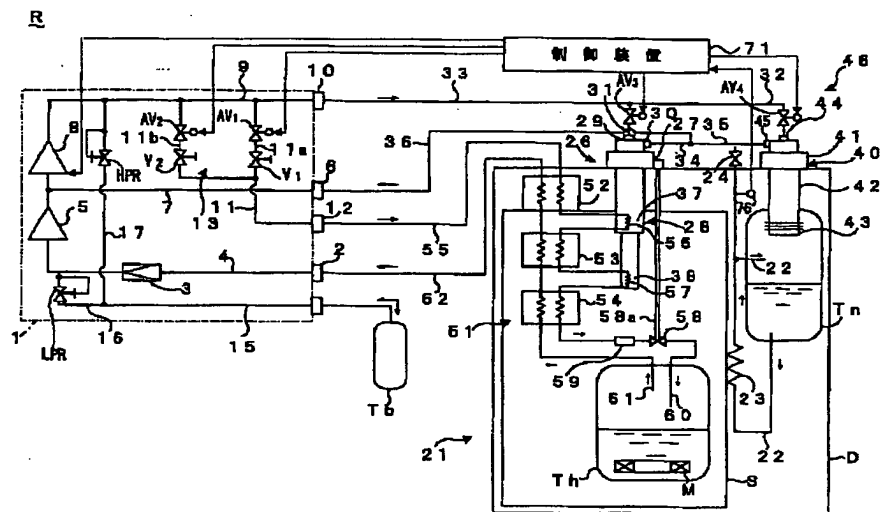 R
制御装置
71
46
9
10
33
31
AV3
32
AV4
44
8
AV2
AV1
29
30
27
35
45
41
11b
11a
36
26
34
24
40
HPR
V2
V1
6
52
37
42
7
13
11
12
28
76
43
5
17
55
56
53
38
22
4
2
57
62
54
Tn
3
51
58a
58
1
16
15
59
23
LPR
61
60
Tb
21
22
D
Th
M
S